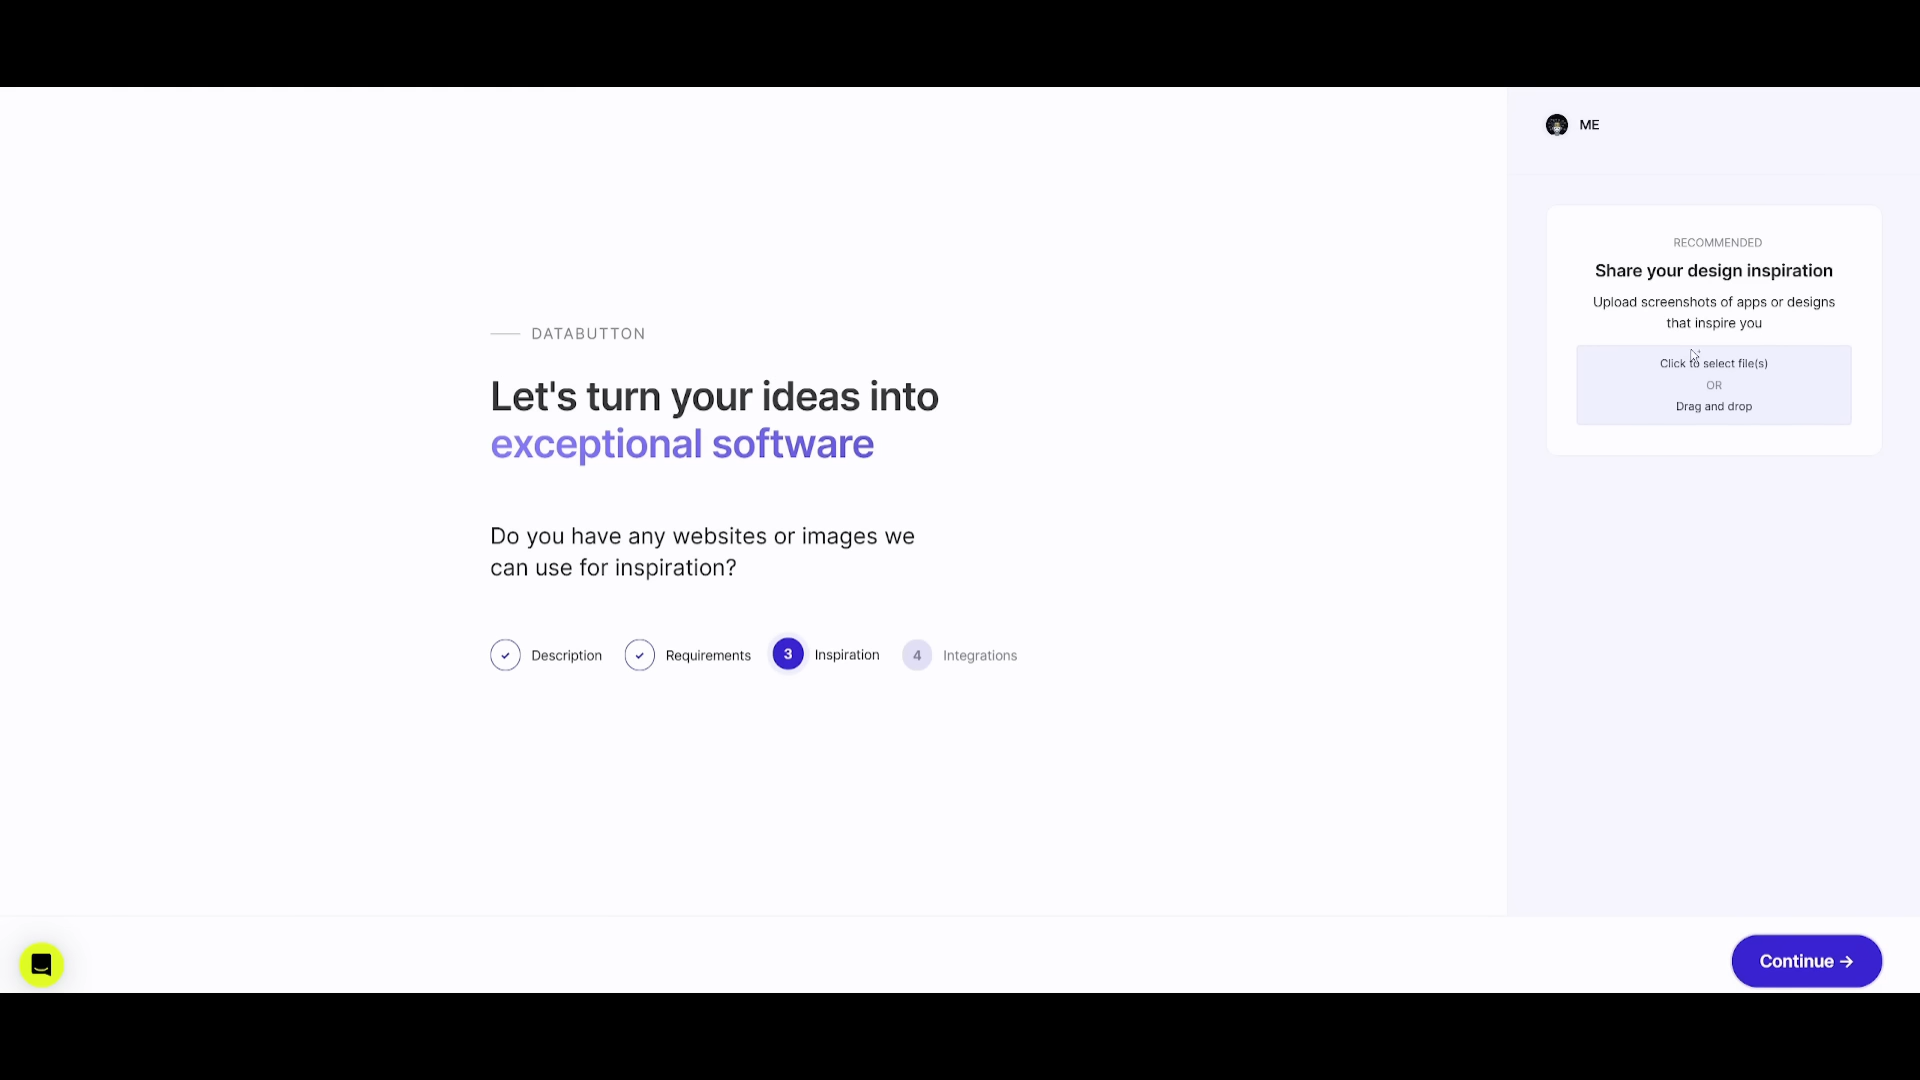 ME
DATABUTTON
Let's turn your ideas into
exceptional software
Do you have any websites or images we
can use for inspiration?
Description
Requirements
3 Inspiration
4 Integrations
RECOMMENDED
Share your design inspiration
Upload screenshots of apps or designs
that inspire you
Click to select file(s)
OR
Drag and drop
Continue →